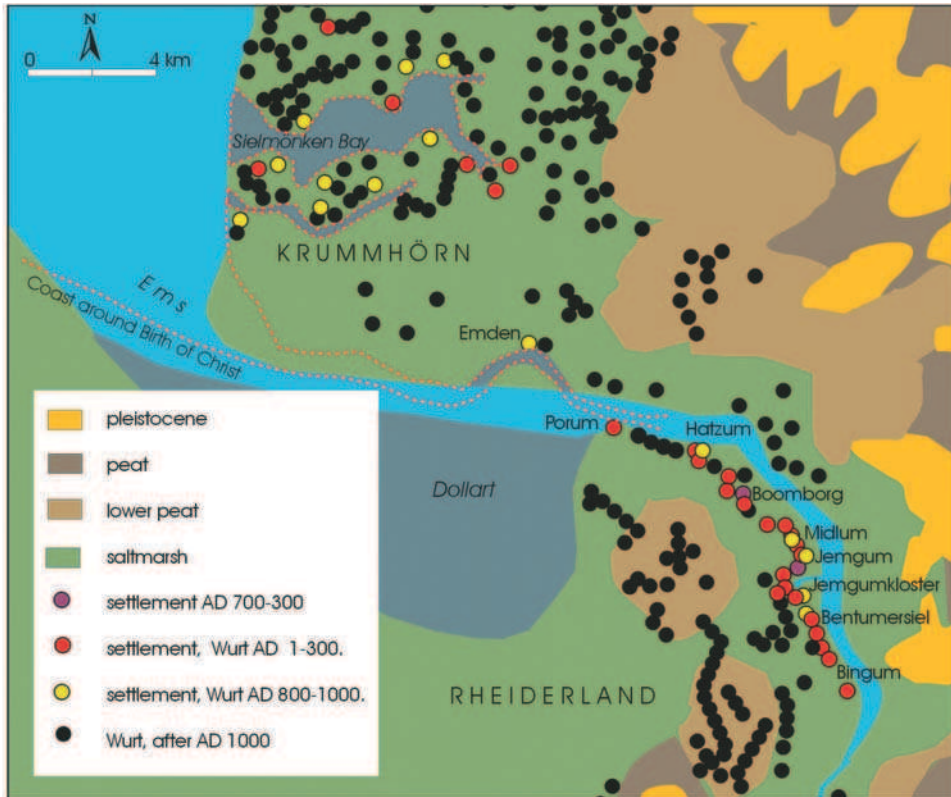 N
0 4 km
Sielmönken Bay
KRUMMHÖRN
Ems
Coast around Birth of Christ
Emden
Porum
Hatzum
Dollart
Boomborg
Midlum
Jemgum
Jemgumkloster
Bentumersiel
Bingum
RHEIDERLAND
pleistocene
peat
lower peat
saltmarsh
settlement AD 700-300
settlement, Wurt AD 1-300.
settlement, Wurt AD 800-1000.
Wurt, after AD 1000